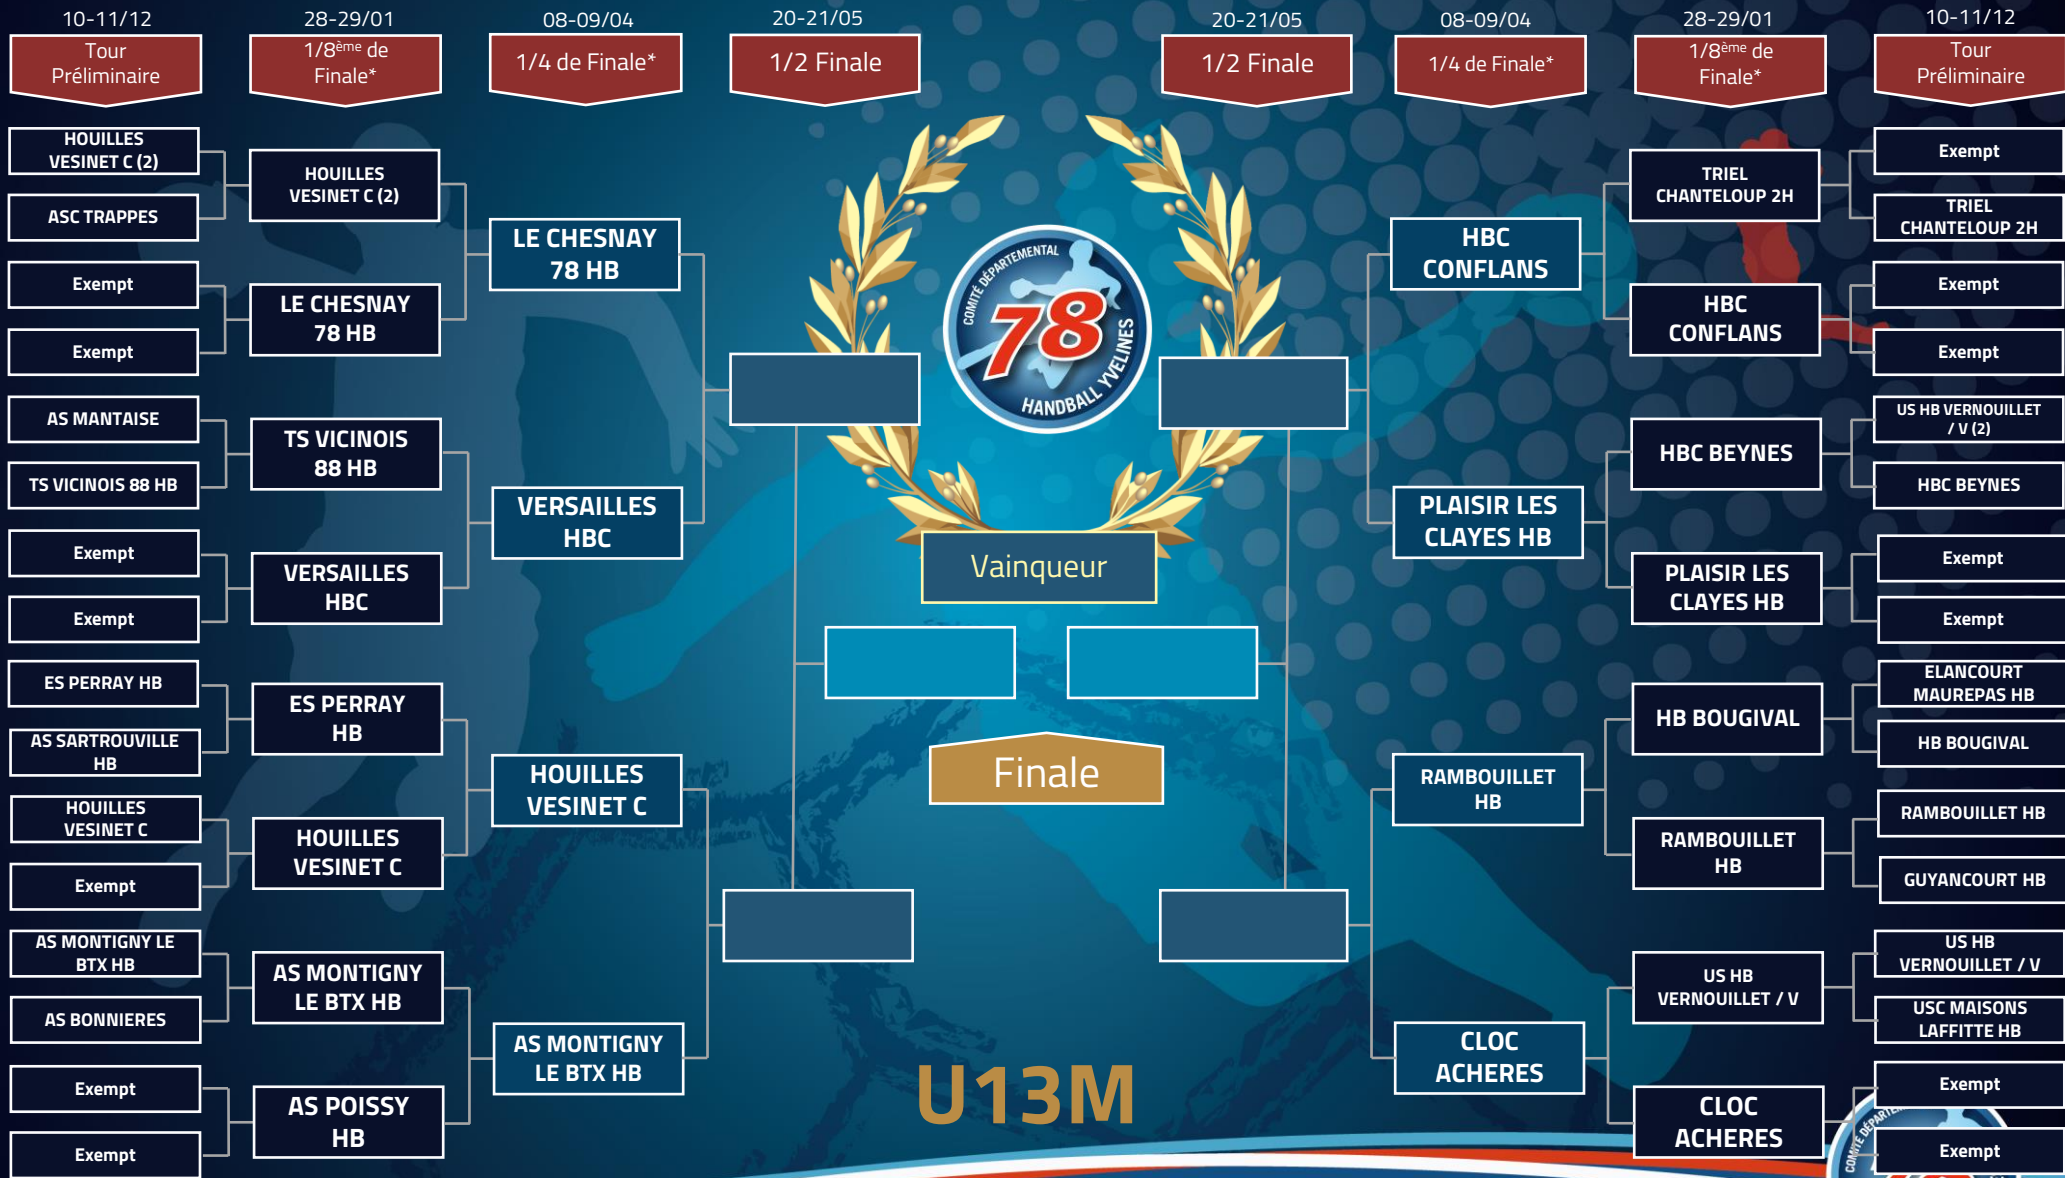 10-11/12
28-29/01
08-09/04
20-21/05
20-21/05
08-09/04
28-29/01
10-11/12
Tour
Préliminaire
1/8ème de
Finale*
1/4 de Finale*
1/2 Finale
1/2 Finale
1/4 de Finale*
1/8ème de
Finale*
Tour
Préliminaire
HOUILLES
VESINET C (2)
ASC TRAPPES
Exempt
Exempt
AS MANTAISE
TS VICINOIS 88 HB
Exempt
Exempt
ES PERRAY HB
AS SARTROUVILLE
HB
HOUILLES
VESINET C
Exempt
AS MONTIGNY LE
BTX HB
AS BONNIERES
Exempt
Exempt
HOUILLES
VESINET C (2)
LE CHESNAY
78 HB
TS VICINOIS
88 HB
VERSAILLES
HBC
ES PERRAY
HB
HOUILLES
VESINET C
AS MONTIGNY
LE BTX HB
AS POISSY
HB
LE CHESNAY
78 HB
VERSAILLES
HBC
HOUILLES
VESINET C
AS MONTIGNY
LE BTX HB
COMITÉ DÉPARTEMENTAL
78
HANDBALL YVELINES
Vainqueur
Finale
U13M
HBC
CONFLANS
PLAISIR LES
CLAYES HB
RAMBOUILLET
HB
CLOC
ACHERES
TRIEL
CHANTELOUP 2H
HBC
CONFLANS
HBC BEYNES
PLAISIR LES
CLAYES HB
HB BOUGIVAL
RAMBOUILLET
HB
US HB
VERNOUILLET / V
CLOC
ACHERES
Exempt
TRIEL
CHANTELOUP 2H
Exempt
Exempt
US HB VERNOUILLET
/ V (2)
HBC BEYNES
Exempt
Exempt
ELANCOURT
MAUREPAS HB
HB BOUGIVAL
RAMBOUILLET HB
GUYANCOURT HB
US HB
VERNOUILLET / V
USC MAISONS
LAFFITTE HB
Exempt
Exempt